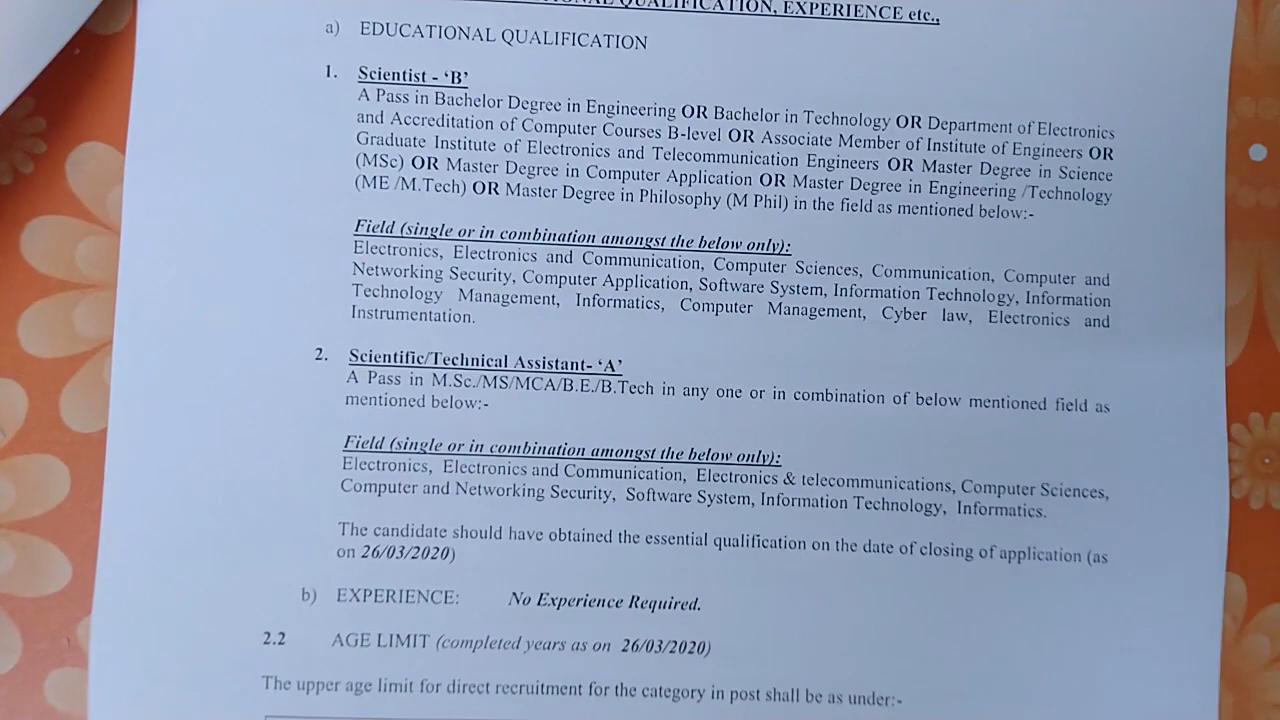 QUALIFICATION, EXPERIENCE etc.,
a) EDUCATIONAL QUALIFICATION
1. Scientist - ‘B’
A Pass in Bachelor Degree in Engineering OR Bachelor in Technology OR Department of Electronics
and Accreditation of Computer Courses B-level OR Associate Member of Institute of Engineers OR
Graduate Institute of Electronics and Telecommunication Engineers OR Master Degree in Science
(MSc) OR Master Degree in Computer Application OR Master Degree in Engineering /Technology
(ME /M.Tech) OR Master Degree in Philosophy (M Phil) in the field as mentioned below:-
Field (single or in combination amongst the below only):
Electronics, Electronics and Communication, Computer Sciences, Communication, Computer and
Networking Security, Computer Application, Software System, Information Technology, Information
Technology Management, Informatics, Computer Management, Cyber law, Electronics and
Instrumentation.
2. Scientific/Technical Assistant- ‘A’
A Pass in M.Sc./MS/MCA/B.E./B.Tech in any one or in combination of below mentioned field as
mentioned below:-
Field (single or in combination amongst the below only):
Electronics, Electronics and Communication, Electronics & telecommunications, Computer Sciences,
Computer and Networking Security, Software System, Information Technology, Informatics.
The candidate should have obtained the essential qualification on the date of closing of application (as
on 26/03/2020)
b) EXPERIENCE: No Experience Required.
2.2 AGE LIMIT (completed years as on 26/03/2020)
The upper age limit for direct recruitment for the category in post shall be as under:-